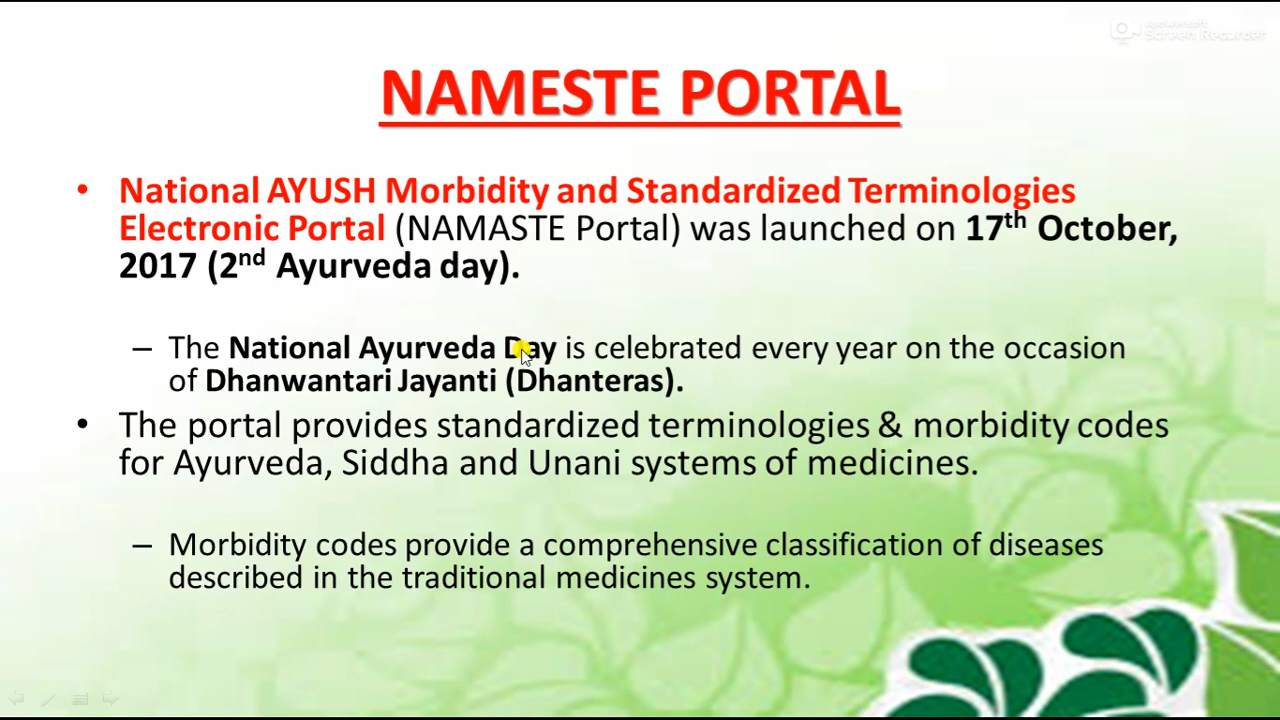 Apowersoft
Screen Recorder
NAMESTE PORTAL
• National AYUSH Morbidity and Standardized Terminologies
Electronic Portal (NAMASTE Portal) was launched on 17th October,
2017 (2nd Ayurveda day).
– The National Ayurveda Day is celebrated every year on the occasion
of Dhanwantari Jayanti (Dhanteras).
• The portal provides standardized terminologies & morbidity codes
for Ayurveda, Siddha and Unani systems of medicines.
– Morbidity codes provide a comprehensive classification of diseases
described in the traditional medicines system.